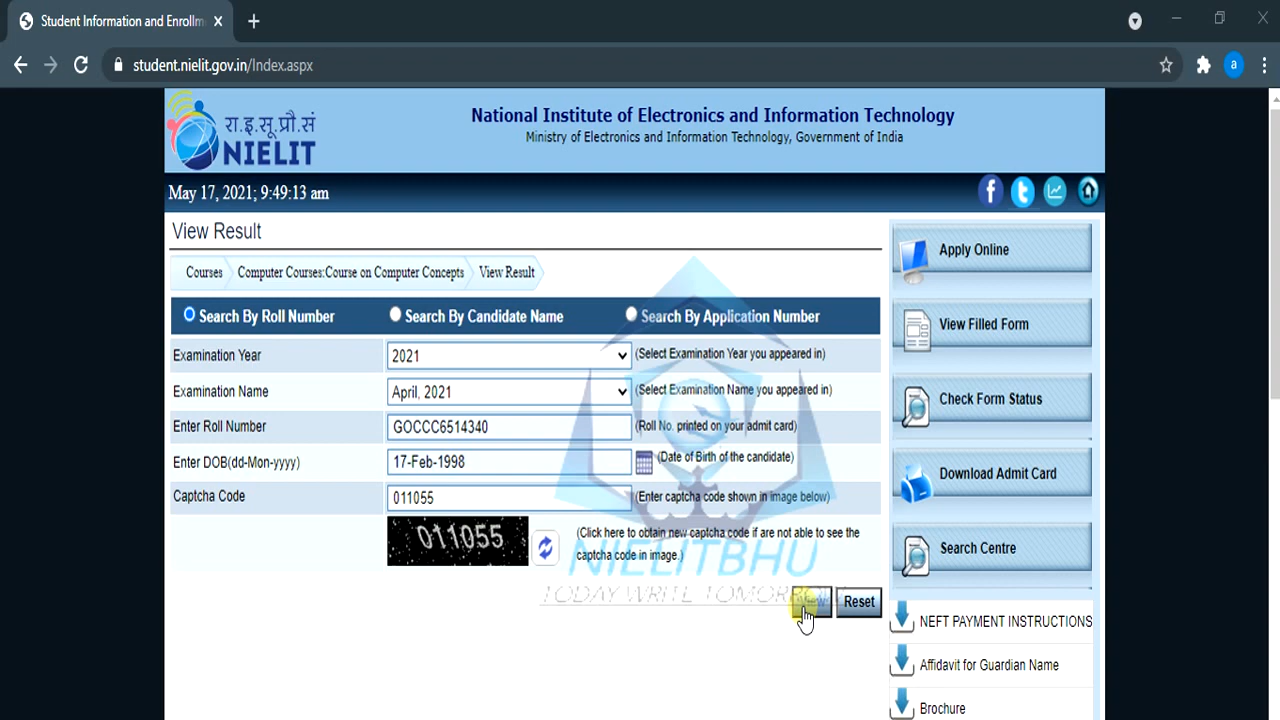 Student Information and Enrollm
student.nielit.gov.in/Index.aspx
a
रा.इ.सू.प्रौ.सं
NIELIT
National Institute of Electronics and Information Technology
Ministry of Electronics and Information Technology, Government of India
May 17, 2021; 9:49:13 am
View Result
Courses
Computer Courses:Course on Computer Concepts
View Result
Search By Roll Number
Search By Candidate Name
Search By Application Number
Examination Year
2021
(Select Examination Year you appeared in)
Examination Name
April, 2021
(Select Examination Name you appeared in)
Enter Roll Number
GOCCC6514340
(Roll No. printed on your admit card)
Enter DOB(dd-Mon-yyyy)
17-Feb-1998
(Date of Birth of the candidate)
Captcha Code
011055
(Enter captcha code shown in image below)
011055
(Click here to obtain new captcha code if are not able to see the
captcha code in image.)
NIELITBHU
TODAY WRITE TOMORROW
Reset
Apply Online
View Filled Form
Check Form Status
Download Admit Card
Search Centre
NEFT PAYMENT INSTRUCTIONS
Affidavit for Guardian Name
Brochure